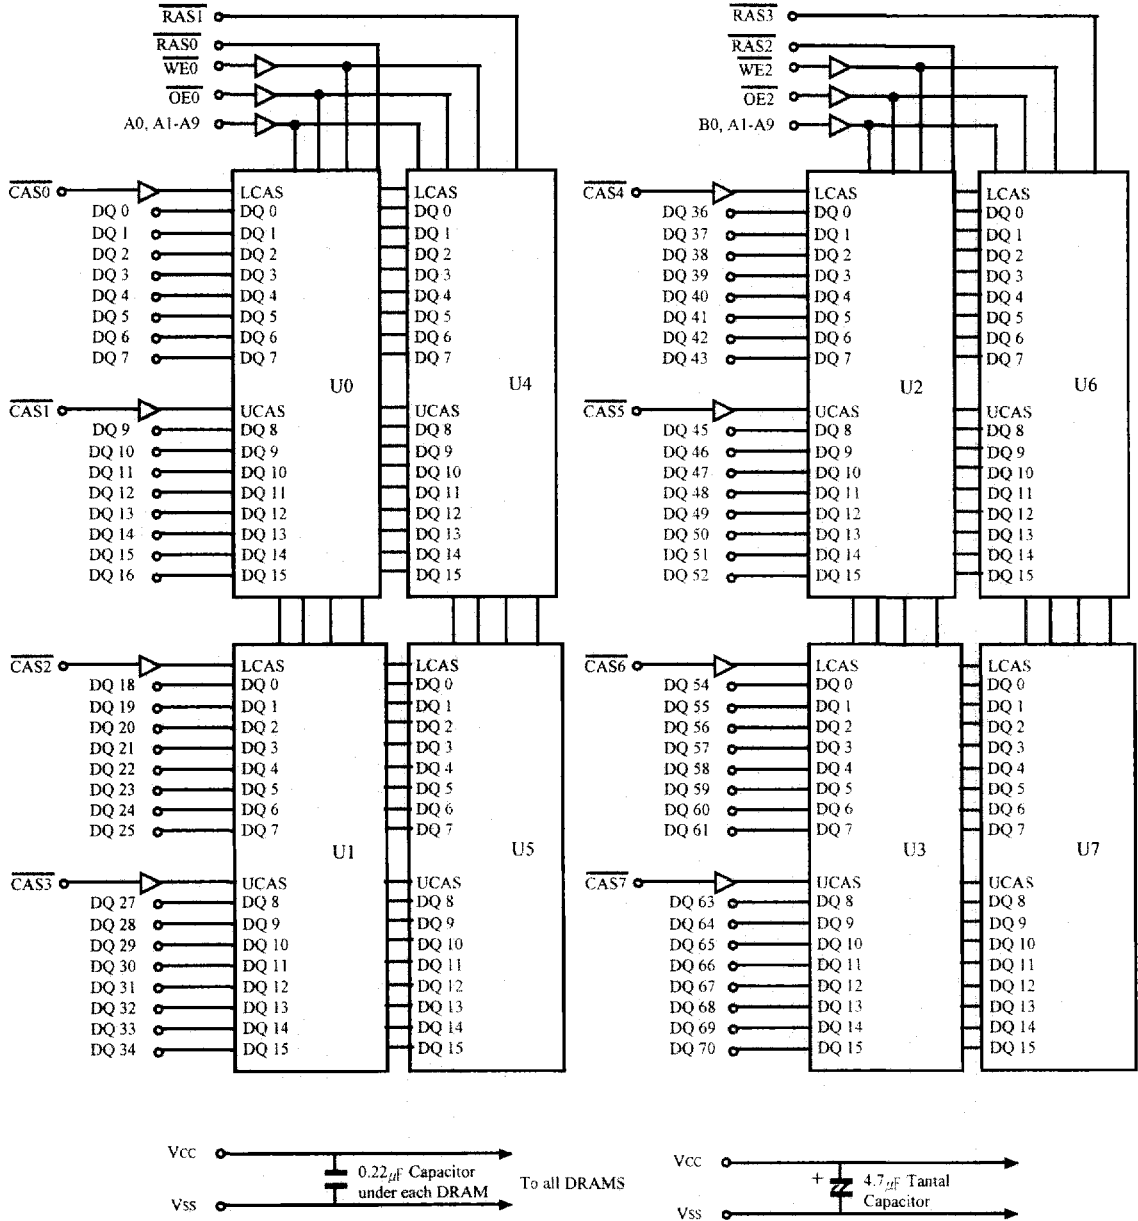 RAS1
RAS0
WE0
OE0
A0, A1-A9
CAS0
DQ 0
DQ 1
DQ 2
DQ 3
DQ 4
DQ 5
DQ 6
DQ 7
CAS1
DQ 9
DQ 10
DQ 11
DQ 12
DQ 13
DQ 14
DQ 15
DQ 16
LCAS
DQ 0
DQ 1
DQ 2
DQ 3
DQ 4
DQ 5
DQ 6
DQ 7
U0
UCAS
DQ 8
DQ 9
DQ 10
DQ 11
DQ 12
DQ 13
DQ 14
DQ 15
LCAS
DQ 0
DQ 1
DQ 2
DQ 3
DQ 4
DQ 5
DQ 6
DQ 7
U4
UCAS
DQ 8
DQ 9
DQ 10
DQ 11
DQ 12
DQ 13
DQ 14
DQ 15
CAS2
DQ 18
DQ 19
DQ 20
DQ 21
DQ 22
DQ 23
DQ 24
DQ 25
CAS3
DQ 27
DQ 28
DQ 29
DQ 30
DQ 31
DQ 32
DQ 33
DQ 34
LCAS
DQ 0
DQ 1
DQ 2
DQ 3
DQ 4
DQ 5
DQ 6
DQ 7
U1
UCAS
DQ 8
DQ 9
DQ 10
DQ 11
DQ 12
DQ 13
DQ 14
DQ 15
LCAS
DQ 0
DQ 1
DQ 2
DQ 3
DQ 4
DQ 5
DQ 6
DQ 7
U5
UCAS
DQ 8
DQ 9
DQ 10
DQ 11
DQ 12
DQ 13
DQ 14
DQ 15
RAS3
RAS2
WE2
OE2
B0, A1-A9
CAS4
DQ 36
DQ 37
DQ 38
DQ 39
DQ 40
DQ 41
DQ 42
DQ 43
CAS5
DQ 45
DQ 46
DQ 47
DQ 48
DQ 49
DQ 50
DQ 51
DQ 52
LCAS
DQ 0
DQ 1
DQ 2
DQ 3
DQ 4
DQ 5
DQ 6
DQ 7
U2
UCAS
DQ 8
DQ 9
DQ 10
DQ 11
DQ 12
DQ 13
DQ 14
DQ 15
LCAS
DQ 0
DQ 1
DQ 2
DQ 3
DQ 4
DQ 5
DQ 6
DQ 7
U6
UCAS
DQ 8
DQ 9
DQ 10
DQ 11
DQ 12
DQ 13
DQ 14
DQ 15
CAS6
DQ 54
DQ 55
DQ 56
DQ 57
DQ 58
DQ 59
DQ 60
DQ 61
CAS7
DQ 63
DQ 64
DQ 65
DQ 66
DQ 67
DQ 68
DQ 69
DQ 70
LCAS
DQ 0
DQ 1
DQ 2
DQ 3
DQ 4
DQ 5
DQ 6
DQ 7
U3
UCAS
DQ 8
DQ 9
DQ 10
DQ 11
DQ 12
DQ 13
DQ 14
DQ 15
LCAS
DQ 0
DQ 1
DQ 2
DQ 3
DQ 4
DQ 5
DQ 6
DQ 7
U7
UCAS
DQ 8
DQ 9
DQ 10
DQ 11
DQ 12
DQ 13
DQ 14
DQ 15
VCC
0.22μF Capacitor
under each DRAM
To all DRAMS
VSS
VCC
+
4.7μF Tantal
Capacitor
VSS